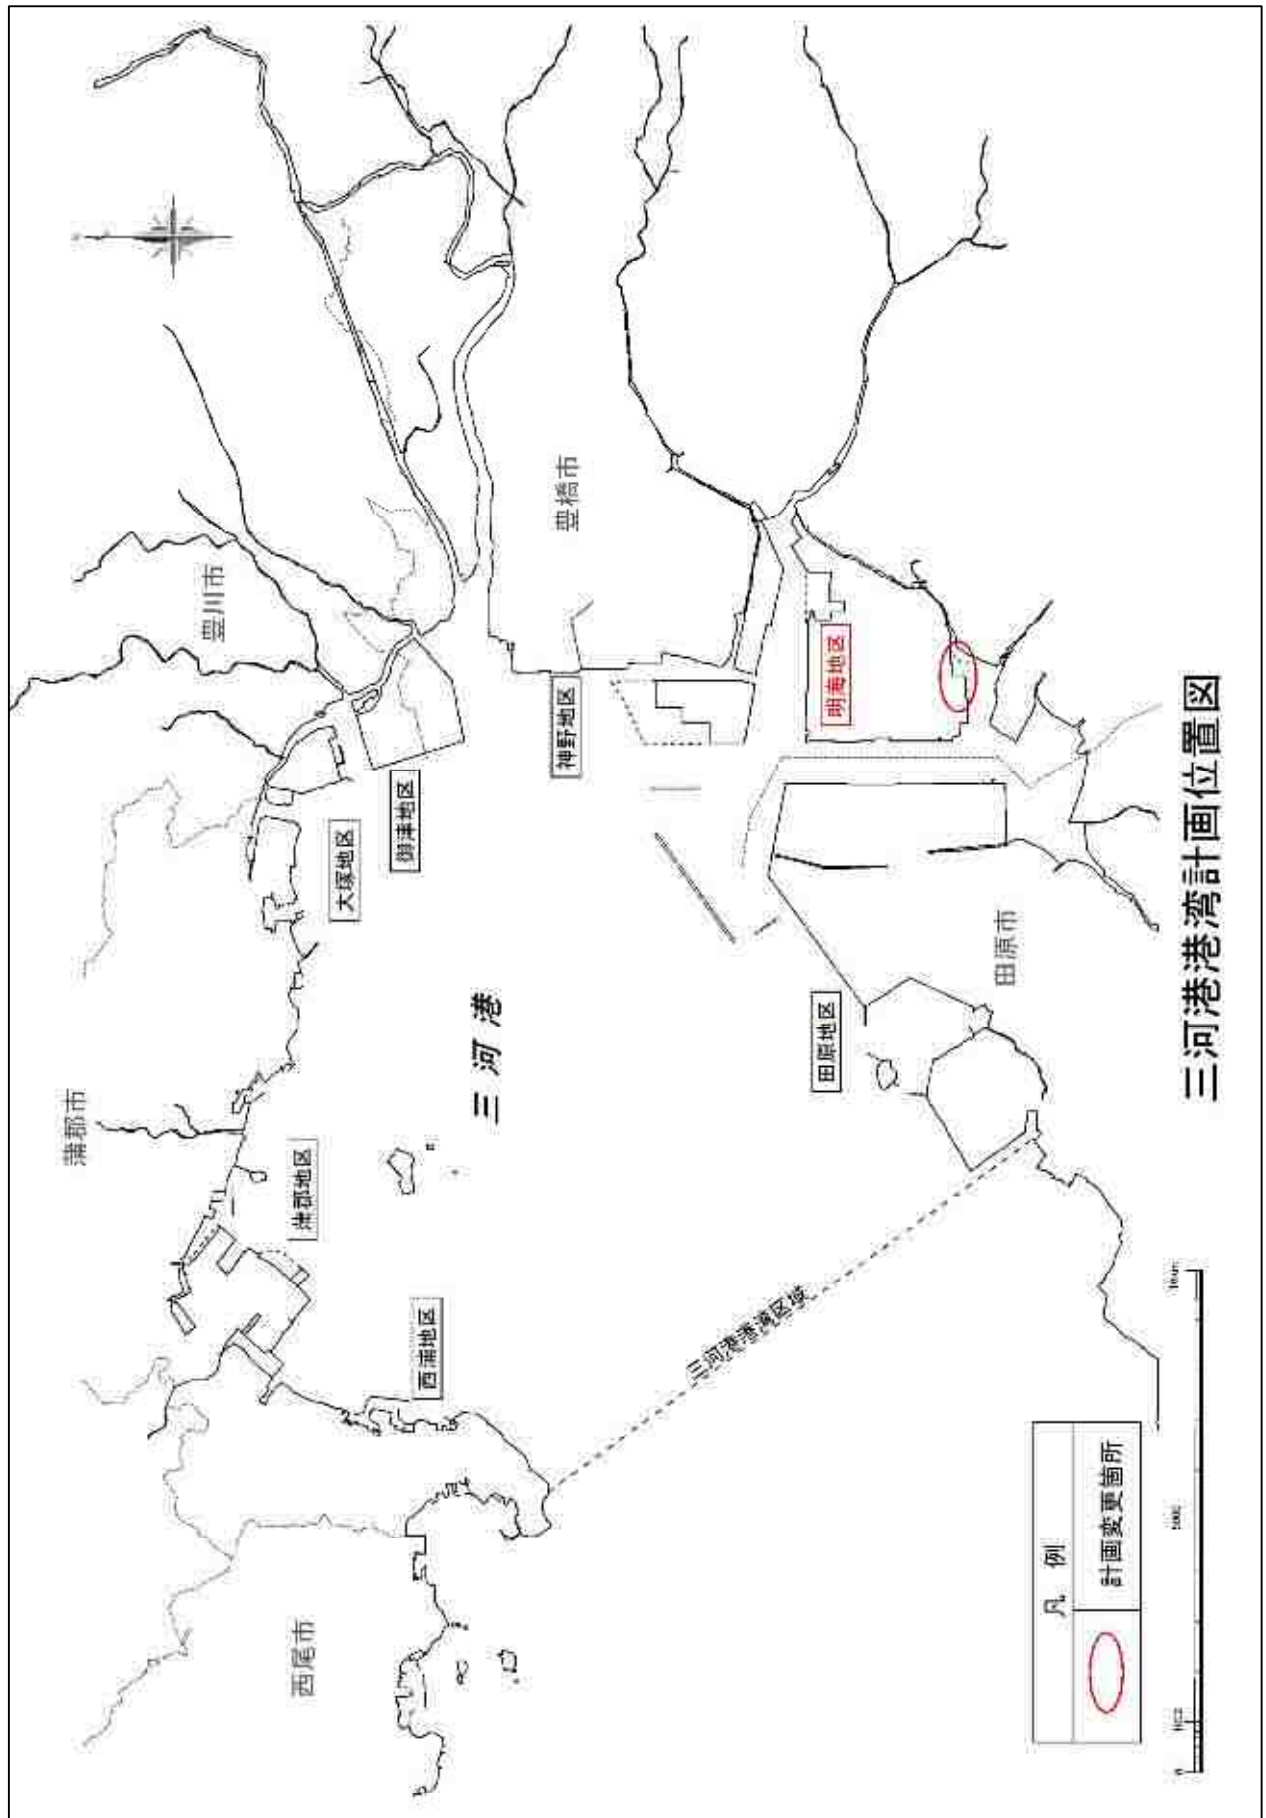 三河港港湾計画位置図
蒲郡市
豊川市
西尾市
豊橋市
田原市
三河港
大塚地区
御津地区
蒲郡地区
西浦地区
神野地区
明海地区
田原地区
三河港港湾区域
凡例
計画変更箇所
0
5000